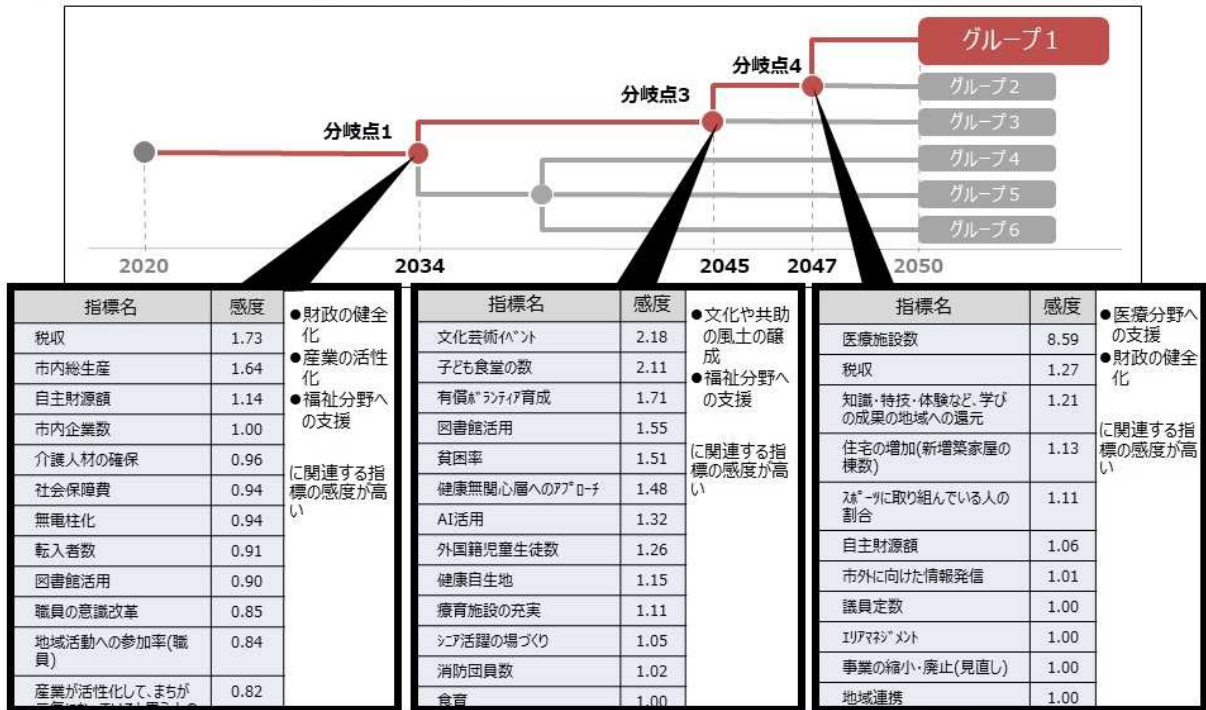 グループ1
分岐点4
グループ2
分岐点3
グループ3
分岐点1
グループ4
グループ5
グループ6
2020
2034
2045
2047
2050
指標名 感度
税収 1.73
市内総生産 1.64
自主財源額 1.14
市内企業数 1.00
介護人材の確保 0.96
社会保障費 0.94
無電柱化 0.94
転入者数 0.91
図書館活用 0.90
職員の意識改革 0.85
地域活動への参加率(職
員) 0.84
産業が活性化して、まちが 0.82
●財政の健全
化
●産業の活性
化
●福祉分野へ
の支援
に関連する指
標の感度が高
い
指標名 感度
文化芸術イベント 2.18
子ども食堂の数 2.11
有償ボランティア育成 1.71
図書館活用 1.55
貧困率 1.51
健康無関心層へのアプローチ 1.48
AI活用 1.32
外国籍児童生徒数 1.26
健康自生地 1.15
療育施設の充実 1.11
シニア活躍の場づくり 1.05
消防団員数 1.02
食育 1.00
●文化や共助
の風土の醸
成
●福祉分野へ
の支援
に関連する指
標の感度が高
い
指標名 感度
医療施設数 8.59
税収 1.27
知識・特技・体験など、学び
の成果の地域への還元 1.21
住宅の増加(新増築家屋の
棟数) 1.13
スポーツに取り組んでいる人の
割合 1.11
自主財源額 1.06
市外に向けた情報発信 1.01
議員定数 1.00
エリアマネジメント 1.00
事業の縮小・廃止(見直し) 1.00
地域連携 1.00
●医療分野へ
の支援
●財政の健全
化
に関連する指
標の感度が高
い